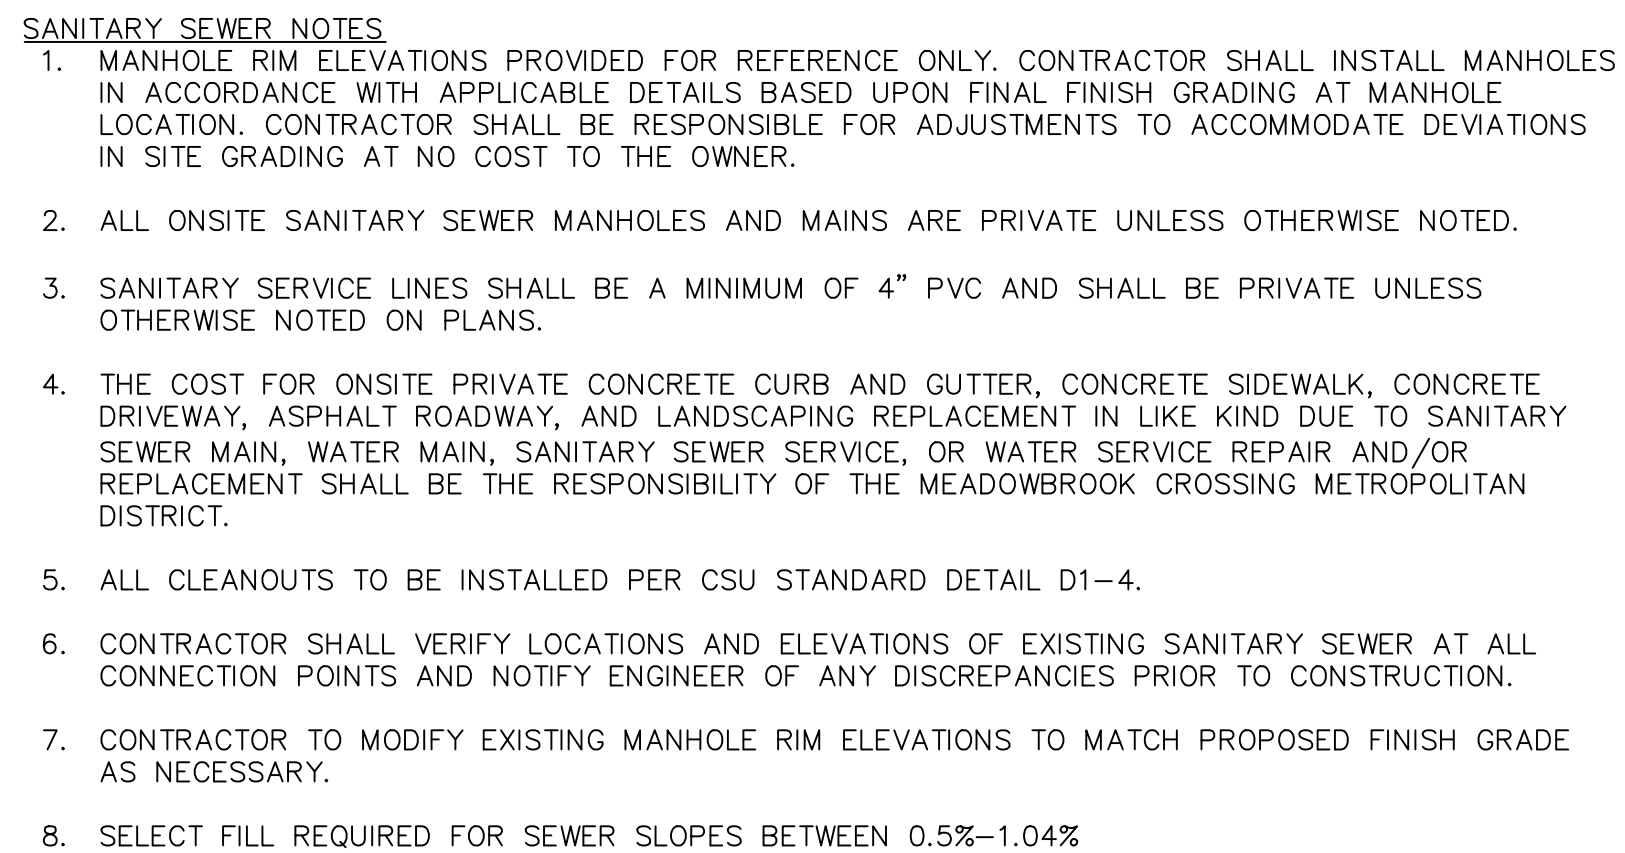 SANITARY SEWER NOTES
1. MANHOLE RIM ELEVATIONS PROVIDED FOR REFERENCE ONLY. CONTRACTOR SHALL INSTALL MANHOLES
IN ACCORDANCE WITH APPLICABLE DETAILS BASED UPON FINAL FINISH GRADING AT MANHOLE
LOCATION. CONTRACTOR SHALL BE RESPONSIBLE FOR ADJUSTMENTS TO ACCOMMODATE DEVIATIONS
IN SITE GRADING AT NO COST TO THE OWNER.
2. ALL ONSITE SANITARY SEWER MANHOLES AND MAINS ARE PRIVATE UNLESS OTHERWISE NOTED.
3. SANITARY SERVICE LINES SHALL BE A MINIMUM OF 4" PVC AND SHALL BE PRIVATE UNLESS
OTHERWISE NOTED ON PLANS.
4. THE COST FOR ONSITE PRIVATE CONCRETE CURB AND GUTTER, CONCRETE SIDEWALK, CONCRETE
DRIVEWAY, ASPHALT ROADWAY, AND LANDSCAPING REPLACEMENT IN LIKE KIND DUE TO SANITARY
SEWER MAIN, WATER MAIN, SANITARY SEWER SERVICE, OR WATER SERVICE REPAIR AND/OR
REPLACEMENT SHALL BE THE RESPONSIBILITY OF THE MEADOWBROOK CROSSING METROPOLITAN
DISTRICT.
5. ALL CLEANOUTS TO BE INSTALLED PER CSU STANDARD DETAIL D1-4.
6. CONTRACTOR SHALL VERIFY LOCATIONS AND ELEVATIONS OF EXISTING SANITARY SEWER AT ALL
CONNECTION POINTS AND NOTIFY ENGINEER OF ANY DISCREPANCIES PRIOR TO CONSTRUCTION.
7. CONTRACTOR TO MODIFY EXISTING MANHOLE RIM ELEVATIONS TO MATCH PROPOSED FINISH GRADE
AS NECESSARY.
8. SELECT FILL REQUIRED FOR SEWER SLOPES BETWEEN 0.5%-1.04%